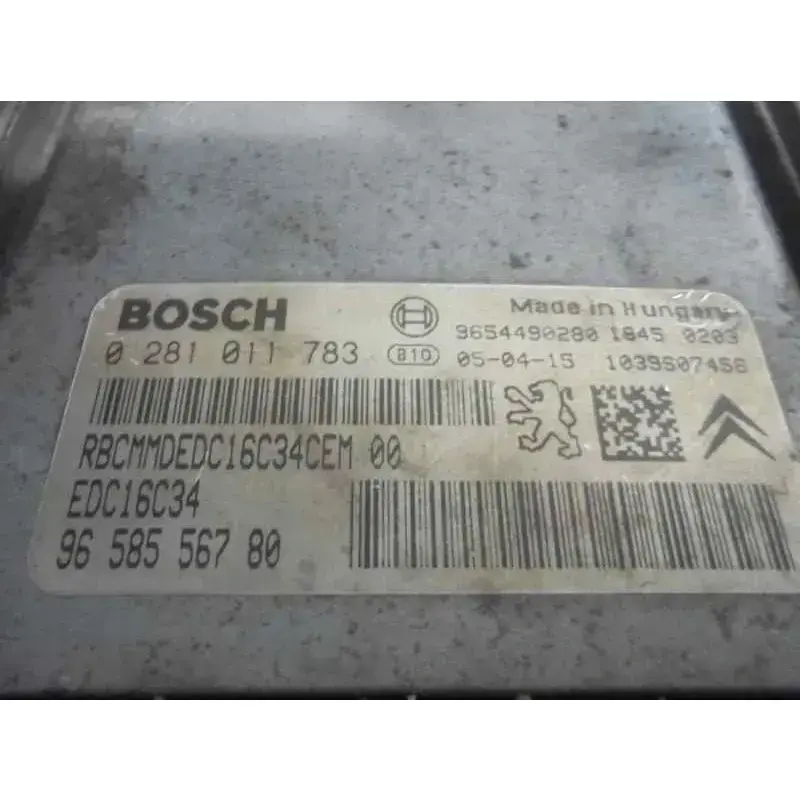 BOSCH
Made in Hungary
9654490280 1845 0203
0 281 011 783
B10
05-04-15 1039S07456
RBCMMDEDC16C34CEM 00
EDC16C34
96 585 567 80